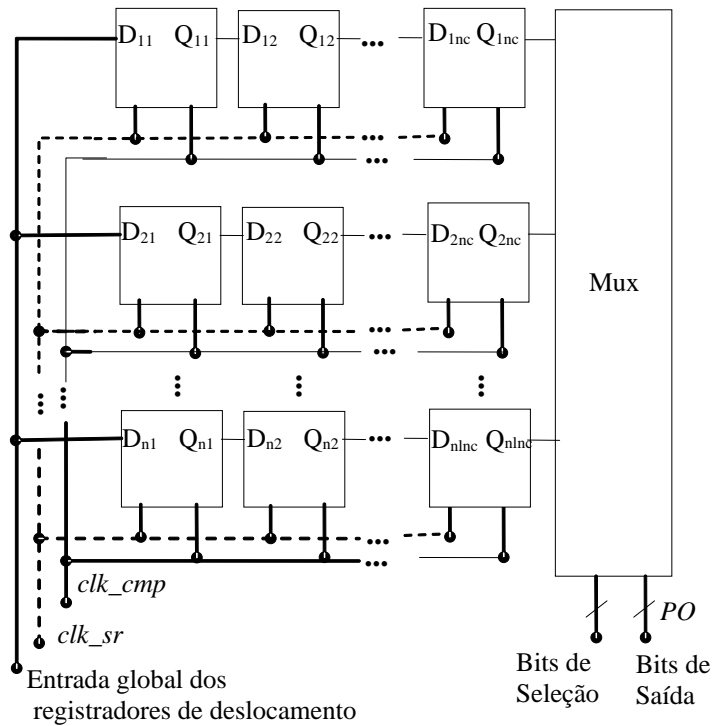 D11 Q11 D12 Q12 ... D1nc Q1nc
...
...
D21 Q21 D22 Q22 ... D2nc Q2nc
Mux
...
...
... ... ... ... ...
Dn1 Qn1 Dn2 Qn2 ... Dnlnc Qnlnc
...
...
clk_cmp
PO
clk_sr
Bits de Seleção
Bits de Saída
Entrada global dos
registradores de deslocamento